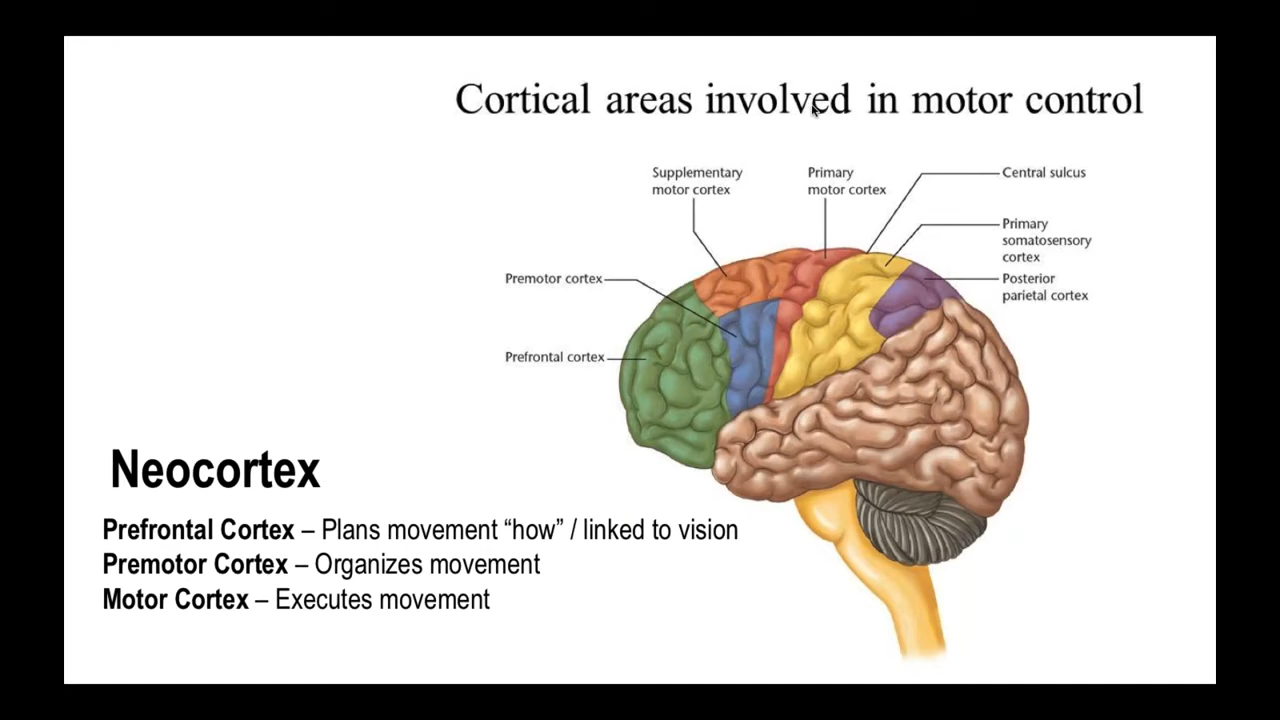 Cortical areas involved in motor control
Supplementary
motor cortex
Primary
motor cortex
Central sulcus
Primary
somatosensory
cortex
Premotor cortex
Posterior
parietal cortex
Prefrontal cortex
Neocortex
Prefrontal Cortex – Plans movement “how” / linked to vision
Premotor Cortex – Organizes movement
Motor Cortex – Executes movement